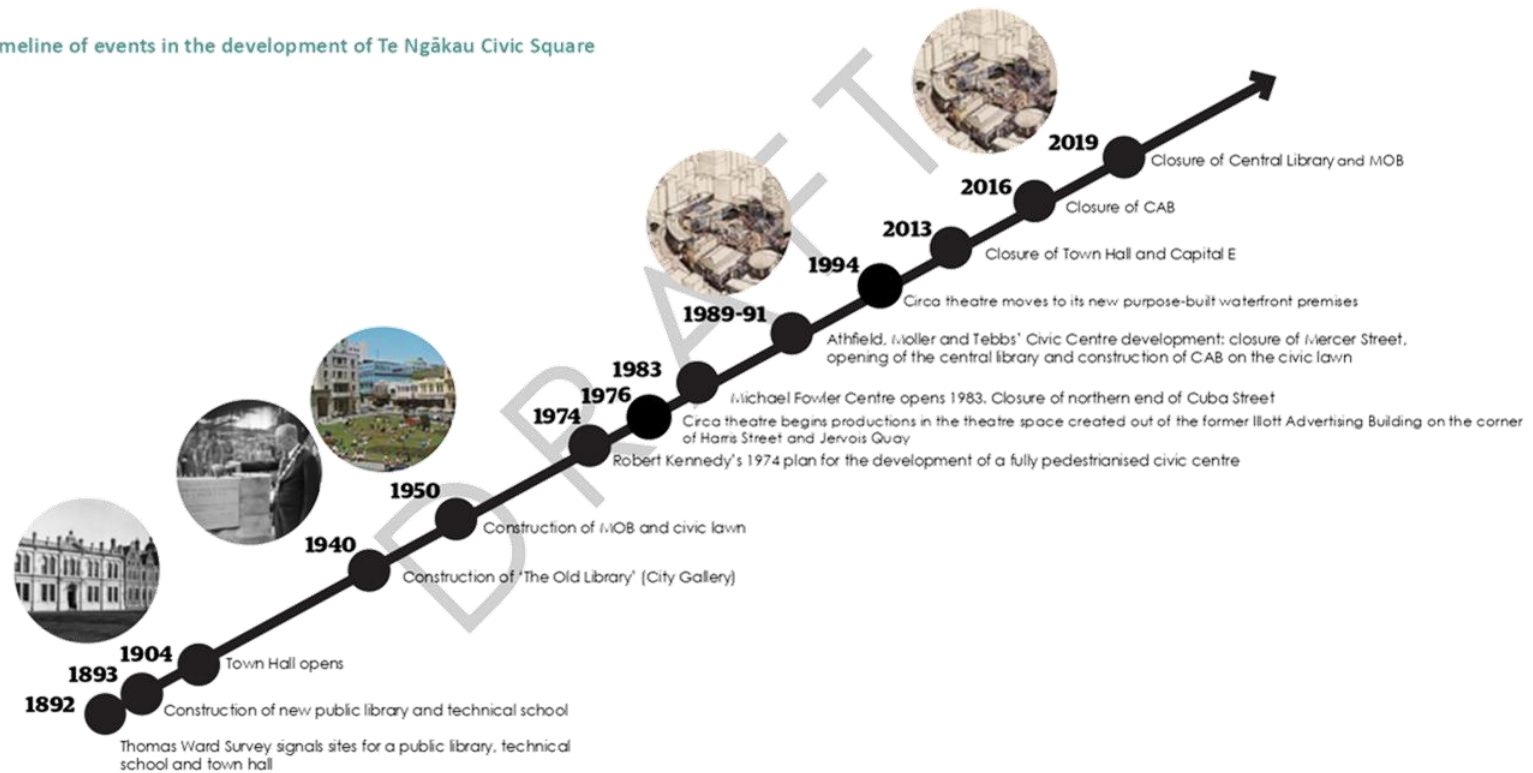 meline of events in the development of Te Ngākau Civic Square
DRAFT
2019
Closure of Central Library and MOB
2016
Closure of CAB
2013
Closure of Town Hall and Capital E
1994
Circa theatre moves to its new purpose-built waterfront premises
1989-91
Athfield, Moller and Tebbs' Civic Centre development: closure of Mercer Street,
opening of the central library and construction of CAB on the civic lawn
1983
Michael Fowler Centre opens 1983. Closure of northern end of Cuba Street
1976
Circa theatre begins productions in the theatre space created out of the former Illott Advertising Building on the corner
of Harris Street and Jervois Quay
1974
Robert Kennedy's 1974 plan for the development of a fully pedestrianised civic centre
1950
Construction of MOB and civic lawn
1940
Construction of 'The Old Library' (City Gallery)
1904
Town Hall opens
1893
Construction of new public library and technical school
1892
Thomas Ward Survey signals sites for a public library, technical
school and town hall